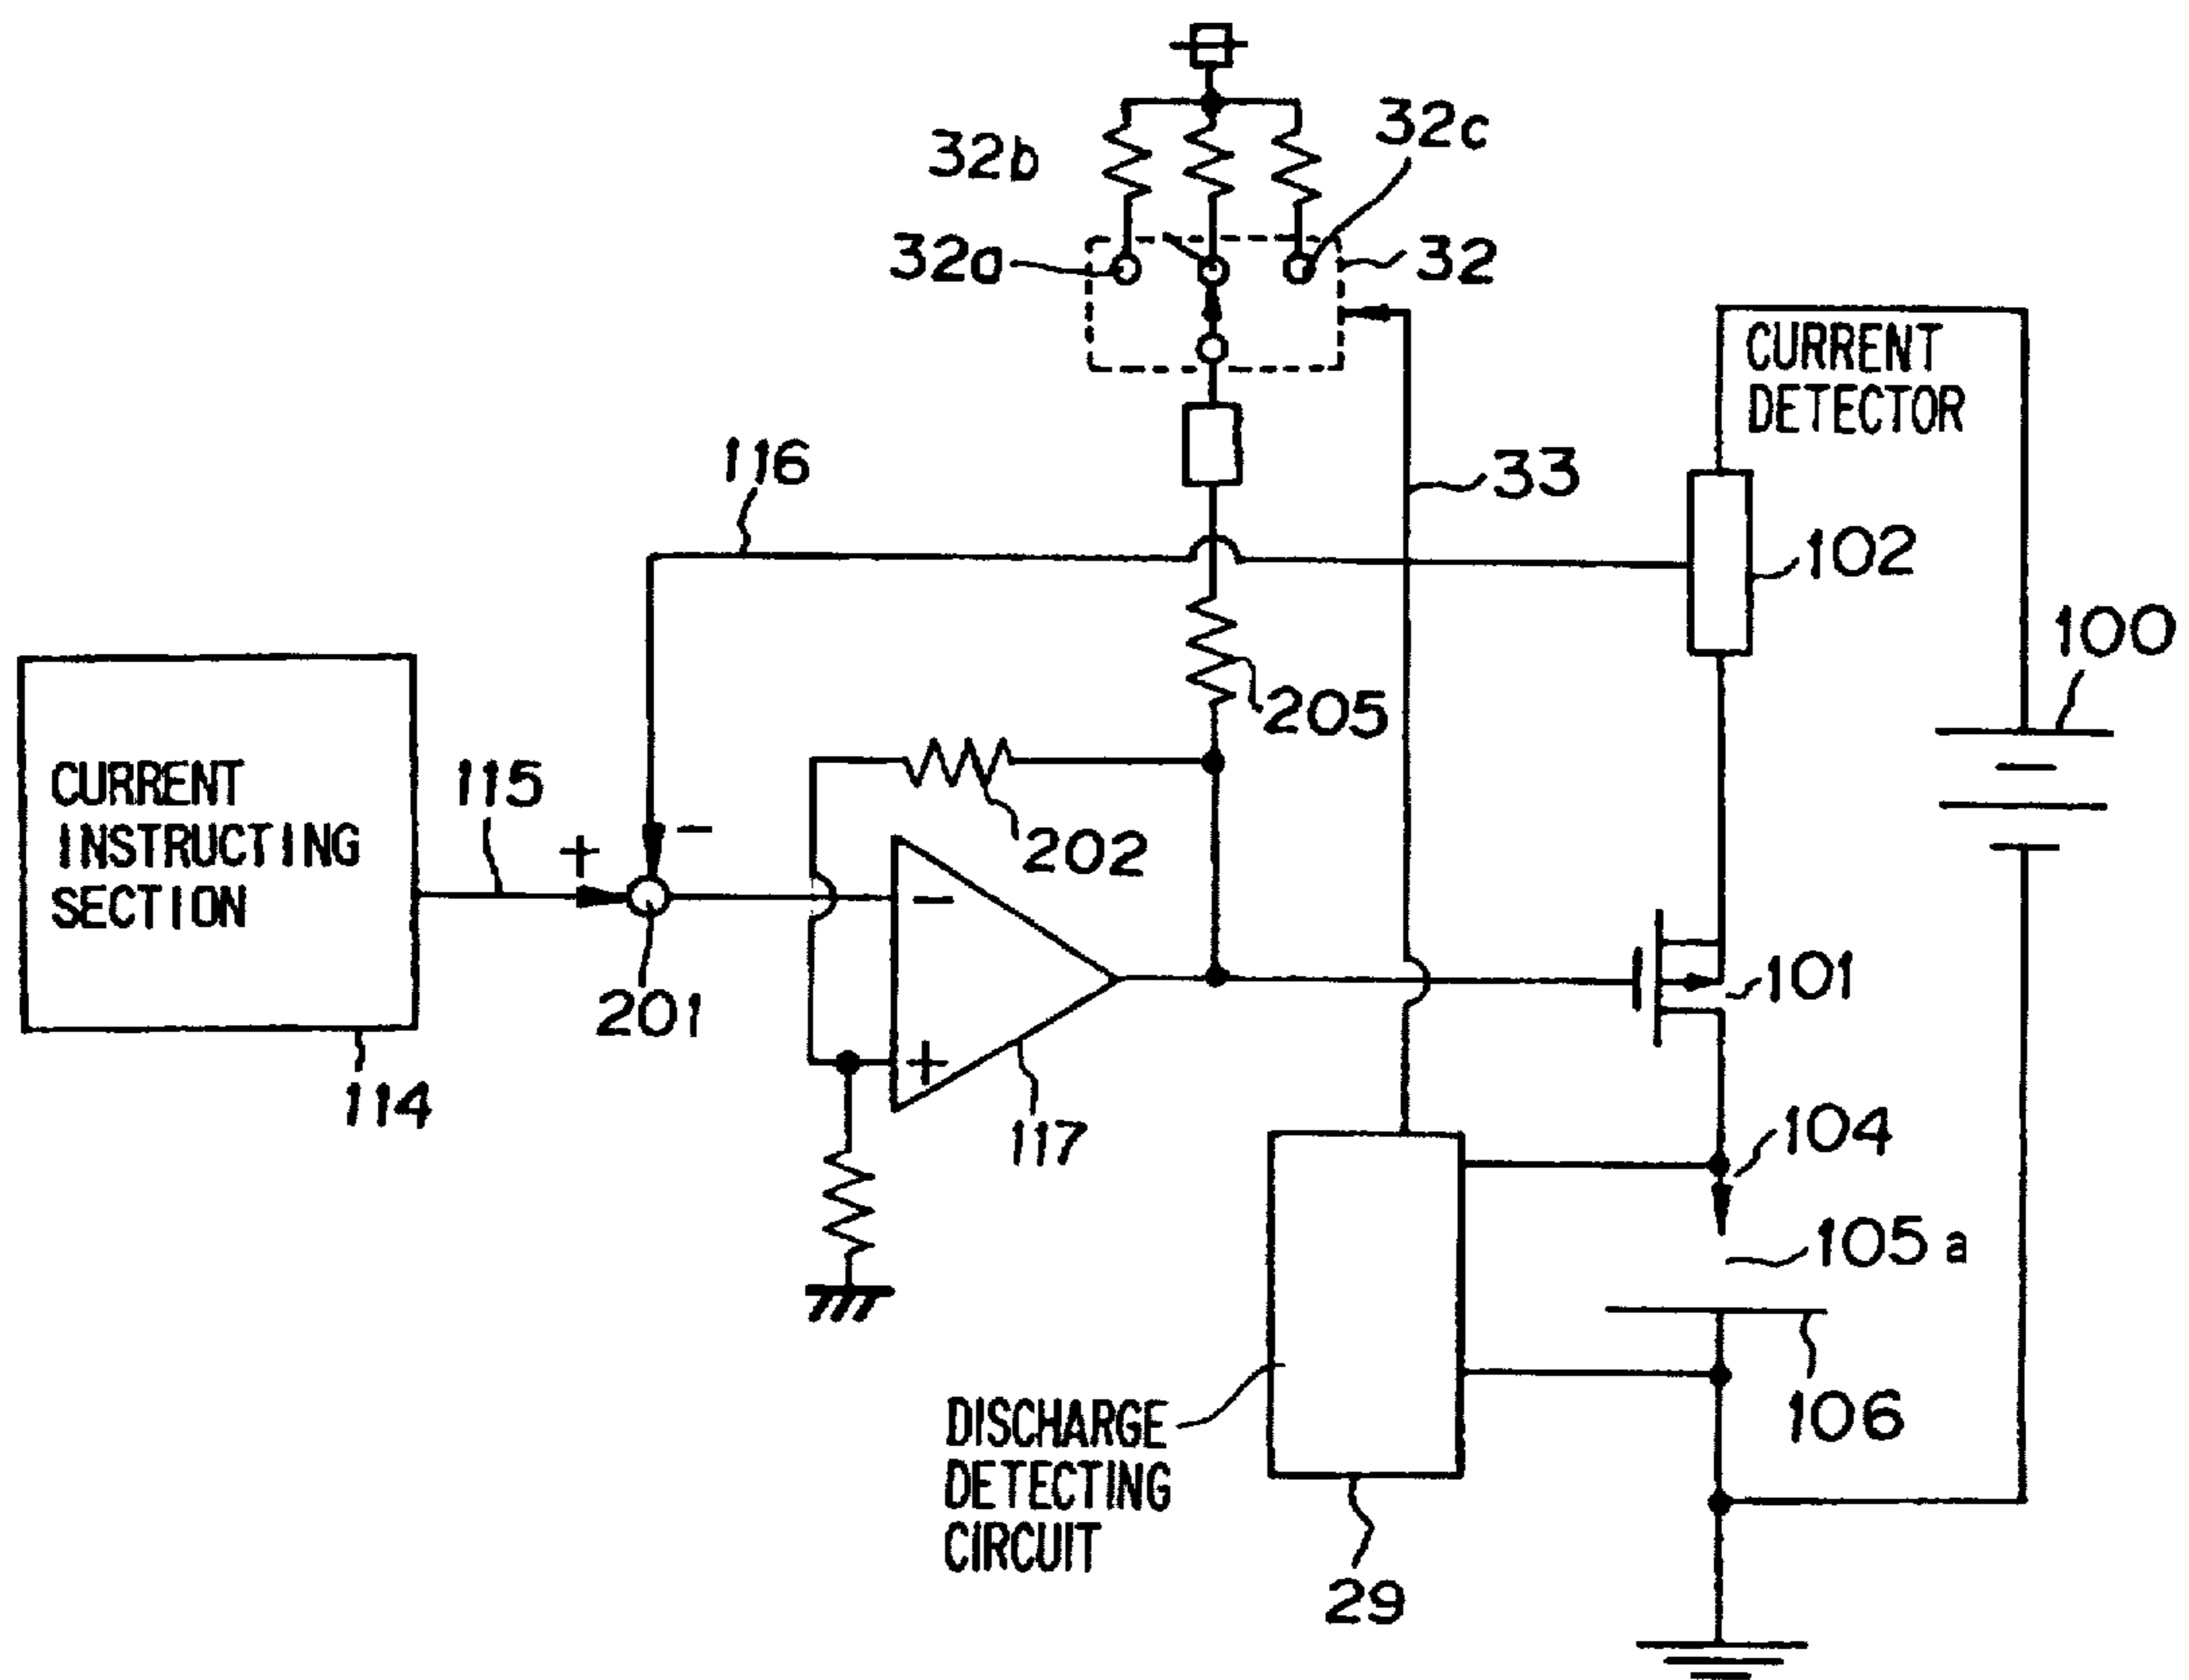 32b
32c
32a
32
CURRENT
DETECTOR
116
33
102
100
205
CURRENT
INSTRUCTING
SECTION
115
+
−
202
−
201
101
+
114
117
104
105a
106
DISCHARGE
DETECTING
CIRCUIT
29